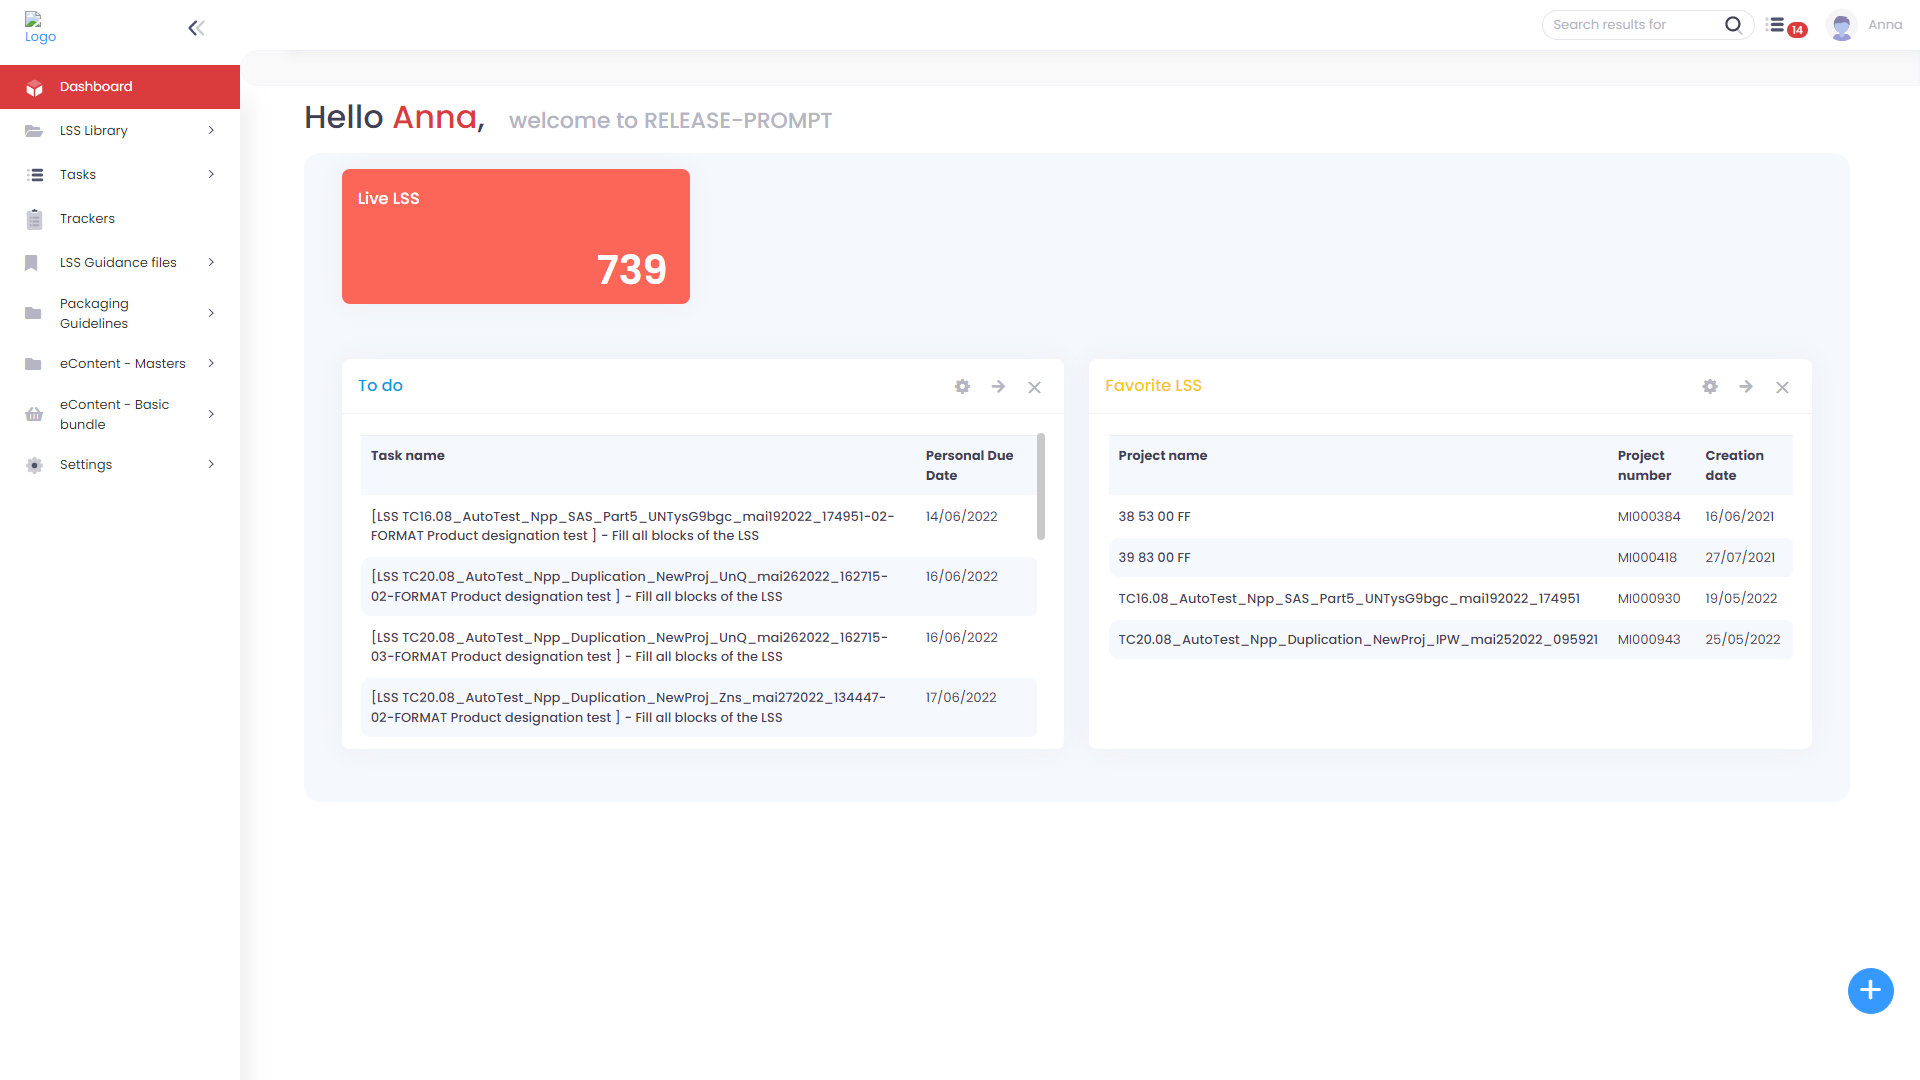 Logo
Search results for
14
Anna
Dashboard
LSS Library
Tasks
Trackers
LSS Guidance files
Packaging
Guidelines
eContent - Masters
eContent - Basic
bundle
Settings
Hello Anna, welcome to RELEASE-PROMPT
Live LSS
739
To do
Task name
Personal Due
Date
[LSS TC16.08_AutoTest_Npp_SAS_Part5_UNTysG9bgc_mai192022_174951-02-
FORMAT Product designation test ] - Fill all blocks of the LSS
14/06/2022
[LSS TC20.08_AutoTest_Npp_Duplication_NewProj_UnQ_mai262022_162715-
02-FORMAT Product designation test ] - Fill all blocks of the LSS
16/06/2022
[LSS TC20.08_AutoTest_Npp_Duplication_NewProj_UnQ_mai262022_162715-
03-FORMAT Product designation test ] - Fill all blocks of the LSS
16/06/2022
[LSS TC20.08_AutoTest_Npp_Duplication_NewProj_Zns_mai272022_134447-
02-FORMAT Product designation test ] - Fill all blocks of the LSS
17/06/2022
Favorite LSS
Project name
Project
number
Creation
date
38 53 00 FF MI000384 16/06/2021
39 83 00 FF MI000418 27/07/2021
TC16.08_AutoTest_Npp_SAS_Part5_UNTysG9bgc_mai192022_174951 MI000930 19/05/2022
TC20.08_AutoTest_Npp_Duplication_NewProj_IPW_mai252022_095921 MI000943 25/05/2022